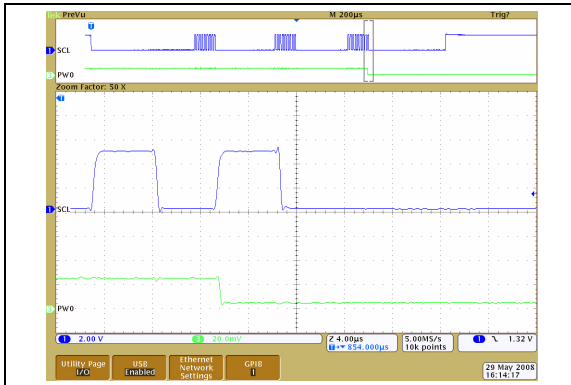 PreVu
M 200µs
Trig?
T
1 SCL
3 PW0
Zoom Factor: 50 X
T
1 SCL
3 PW0
1 2.00 V
3 20.0mV
Z 4.00µs
T 854.000µs
5.00MS/s
10k points
1 1.32 V
Utility Page
I/O
USB
Enabled
Ethernet
Network
Settings
GPIB
1
29 May 2008
16:14:17